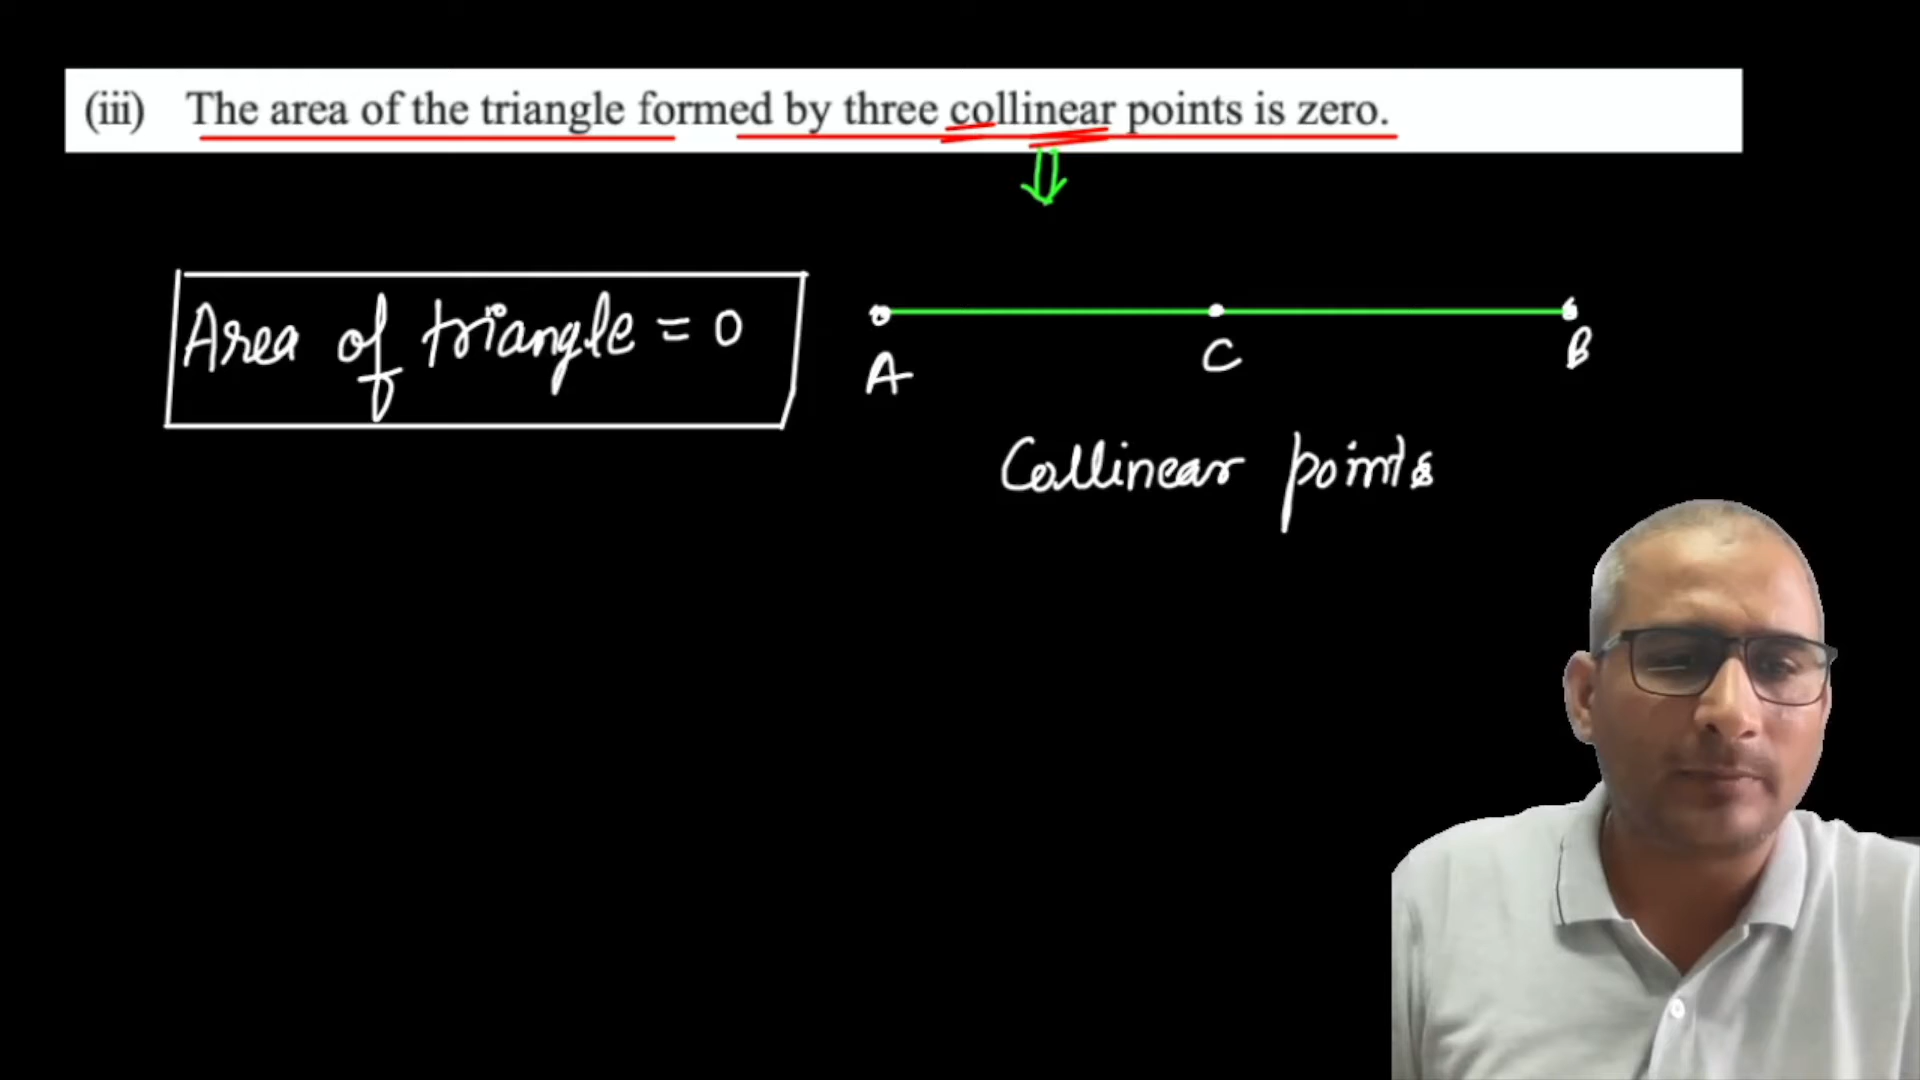 (iii) The area of the triangle formed by three collinear points is zero.
Area of triangle = 0
A C B
Collinear points